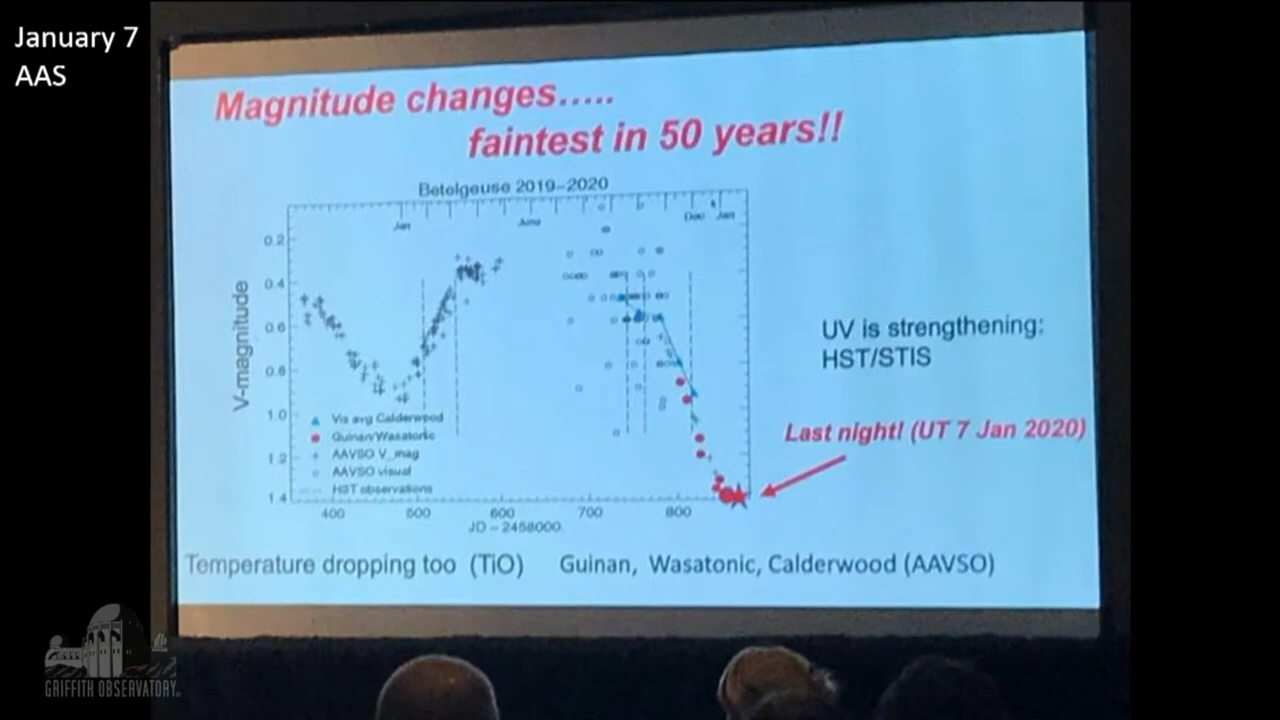 January 7
AAS
Magnitude changes.....
faintest in 50 years!!
Betelgeuse 2019–2020
Jan
June
Dec
Jan
0.2
0.4
0.6
0.8
1.0
1.2
1.4
V-magnitude
Vis avg Calderwood
Guinan/Wasatonic
AAVSO V_mag
AAVSO visual
HST observations
400
500
600
700
800
JD – 2458000.
UV is strengthening:
HST/STIS
Last night! (UT 7 Jan 2020)
Temperature dropping too (TiO)
Guinan, Wasatonic, Calderwood (AAVSO)
GRIFFITH OBSERVATORY